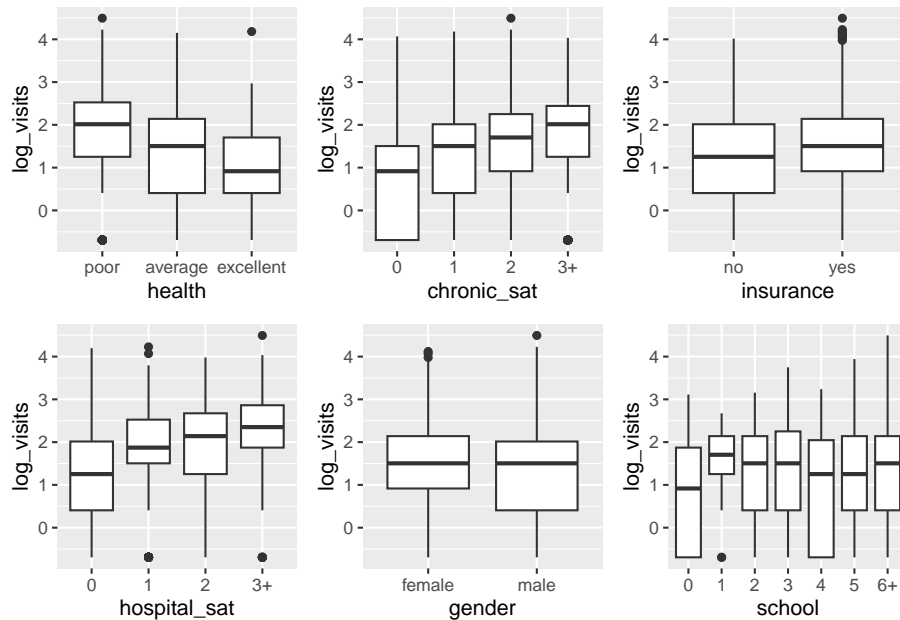 log_visits
4
3
2
1
0
poor average excellent
health
log_visits
4
3
2
1
0
0 1 2 3+
chronic_sat
log_visits
4
3
2
1
0
no yes
insurance
log_visits
4
3
2
1
0
0 1 2 3+
hospital_sat
log_visits
4
3
2
1
0
female male
gender
log_visits
4
3
2
1
0
0 1 2 3 4 5 6+
school